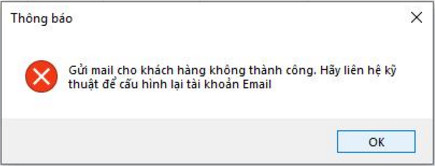 Thông báo
Gửi mail cho khách hàng không thành công. Hãy liên hệ kỹ
thuật để cấu hình lại tài khoản Email
OK